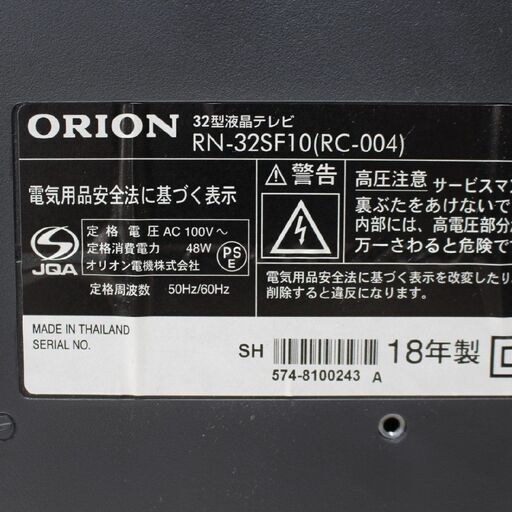 ORION
32型液晶テレビ
RN-32SF10(RC-004)
電気用品安全法に基づく表示
JQA
定格電圧 AC 100V～
定格消費電力 48W
オリオン電機株式会社
定格周波数 50Hz/60Hz
PS
E
警告
高圧注意 サービスマン
裏ぶたをあけないで
内部には、高電圧部分
万一さわると危険で
電気用品安全法に基づく表示を改変したり、
削除すると違反になります。
MADE IN THAILAND
SERIAL NO.
SH
18年製
574-8100243 A